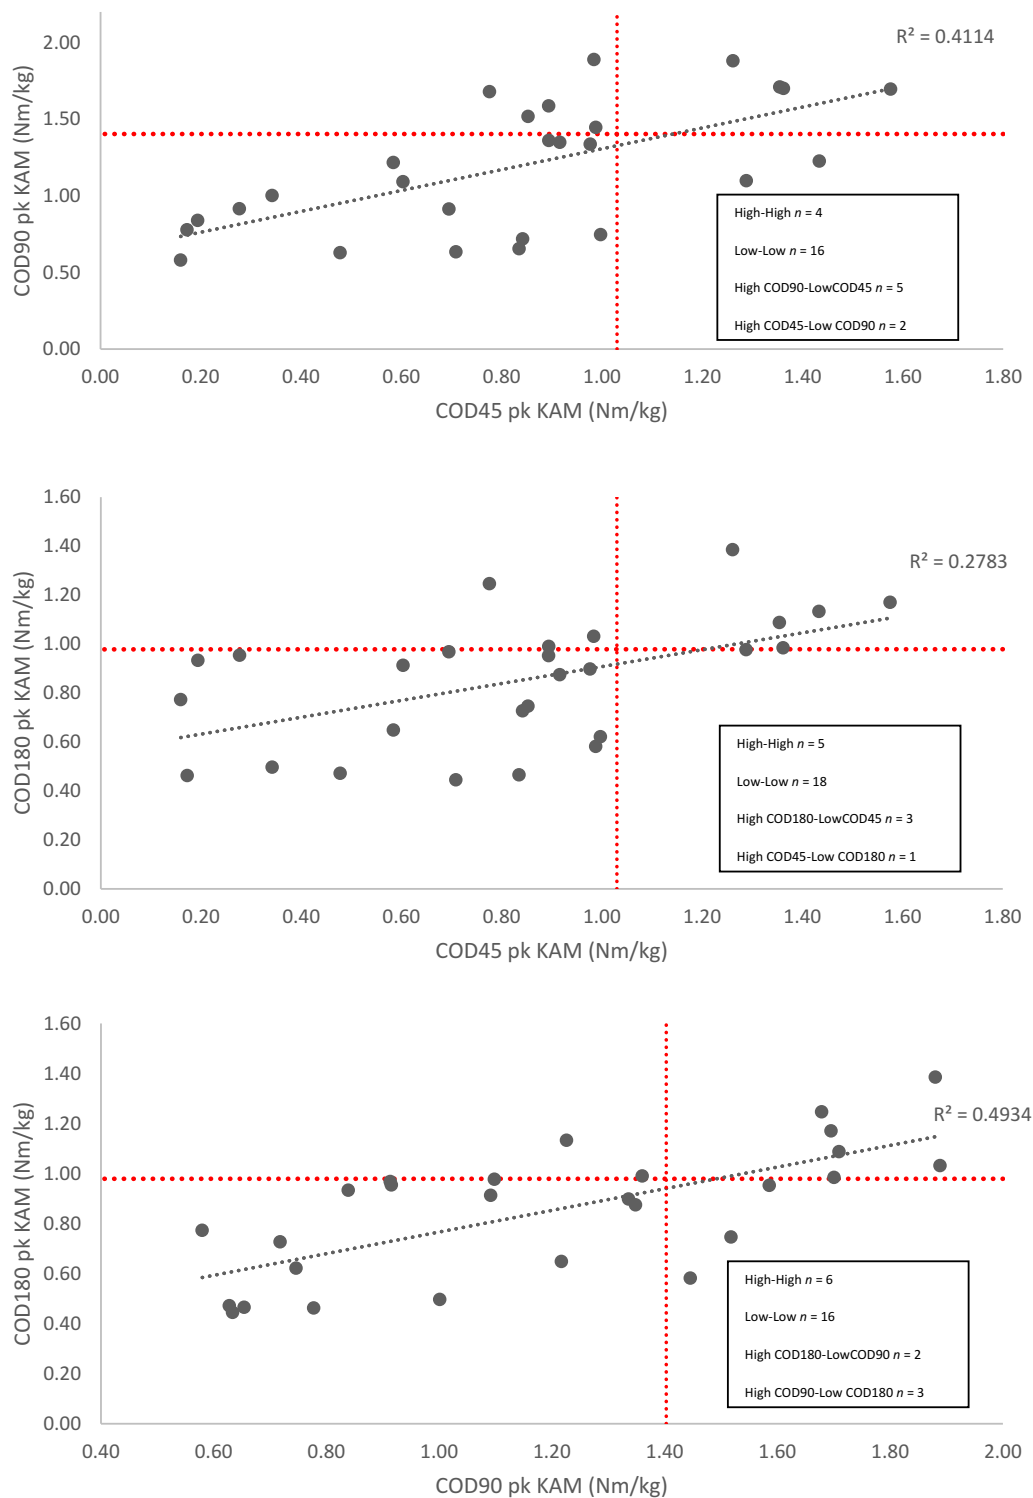 R² = 0.4114
COD90 pk KAM (Nm/kg)
2.00
1.50
1.00
0.50
0.00
High-High n = 4
Low-Low n = 16
High COD90-LowCOD45 n = 5
High COD45-Low COD90 n = 2
0.00 0.20 0.40 0.60 0.80 1.00 1.20 1.40 1.60 1.80
COD45 pk KAM (Nm/kg)
R² = 0.2783
COD180 pk KAM (Nm/kg)
1.60
1.40
1.20
1.00
0.80
0.60
0.40
0.20
0.00
High-High n = 5
Low-Low n = 18
High COD180-LowCOD45 n = 3
High COD45-Low COD180 n = 1
0.00 0.20 0.40 0.60 0.80 1.00 1.20 1.40 1.60 1.80
COD45 pk KAM (Nm/kg)
R² = 0.4934
COD180 pk KAM (Nm/kg)
1.60
1.40
1.20
1.00
0.80
0.60
0.40
0.20
0.00
High-High n = 6
Low-Low n = 16
High COD180-LowCOD90 n = 2
High COD90-Low COD180 n = 3
0.40 0.60 0.80 1.00 1.20 1.40 1.60 1.80 2.00
COD90 pk KAM (Nm/kg)